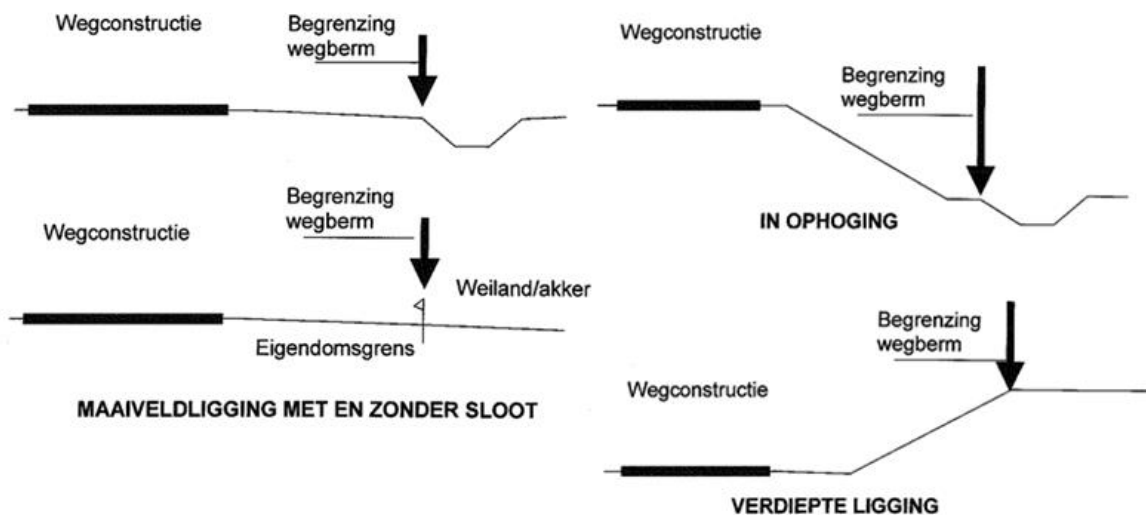 Wegconstructie
Begrenzing
wegberm
Wegconstructie
Begrenzing
wegberm
Weiland/akker
Eigendomsgrens
MAAIVELDLIGGING MET EN ZONDER SLOOT
Wegconstructie
Begrenzing
wegberm
IN OPHOGING
Begrenzing
wegberm
Wegconstructie
VERDIEPTE LIGGING